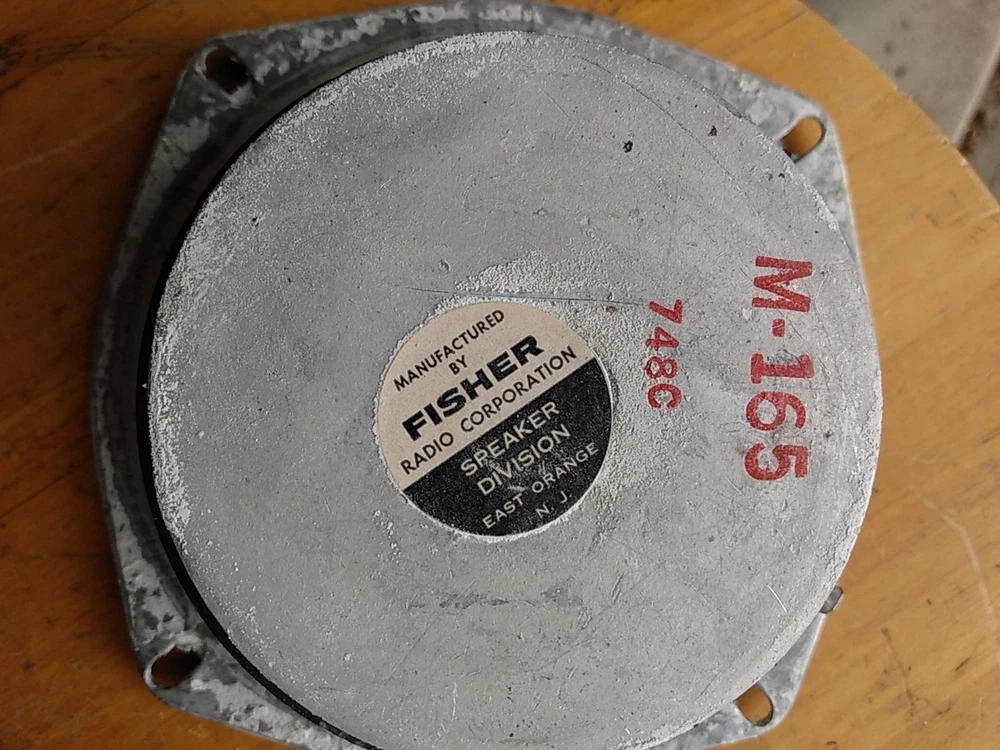 MANUFACTURED
BY
FISHER
RADIO CORPORATION
SPEAKER
DIVISION
EAST ORANGE
N J
748C
M-165